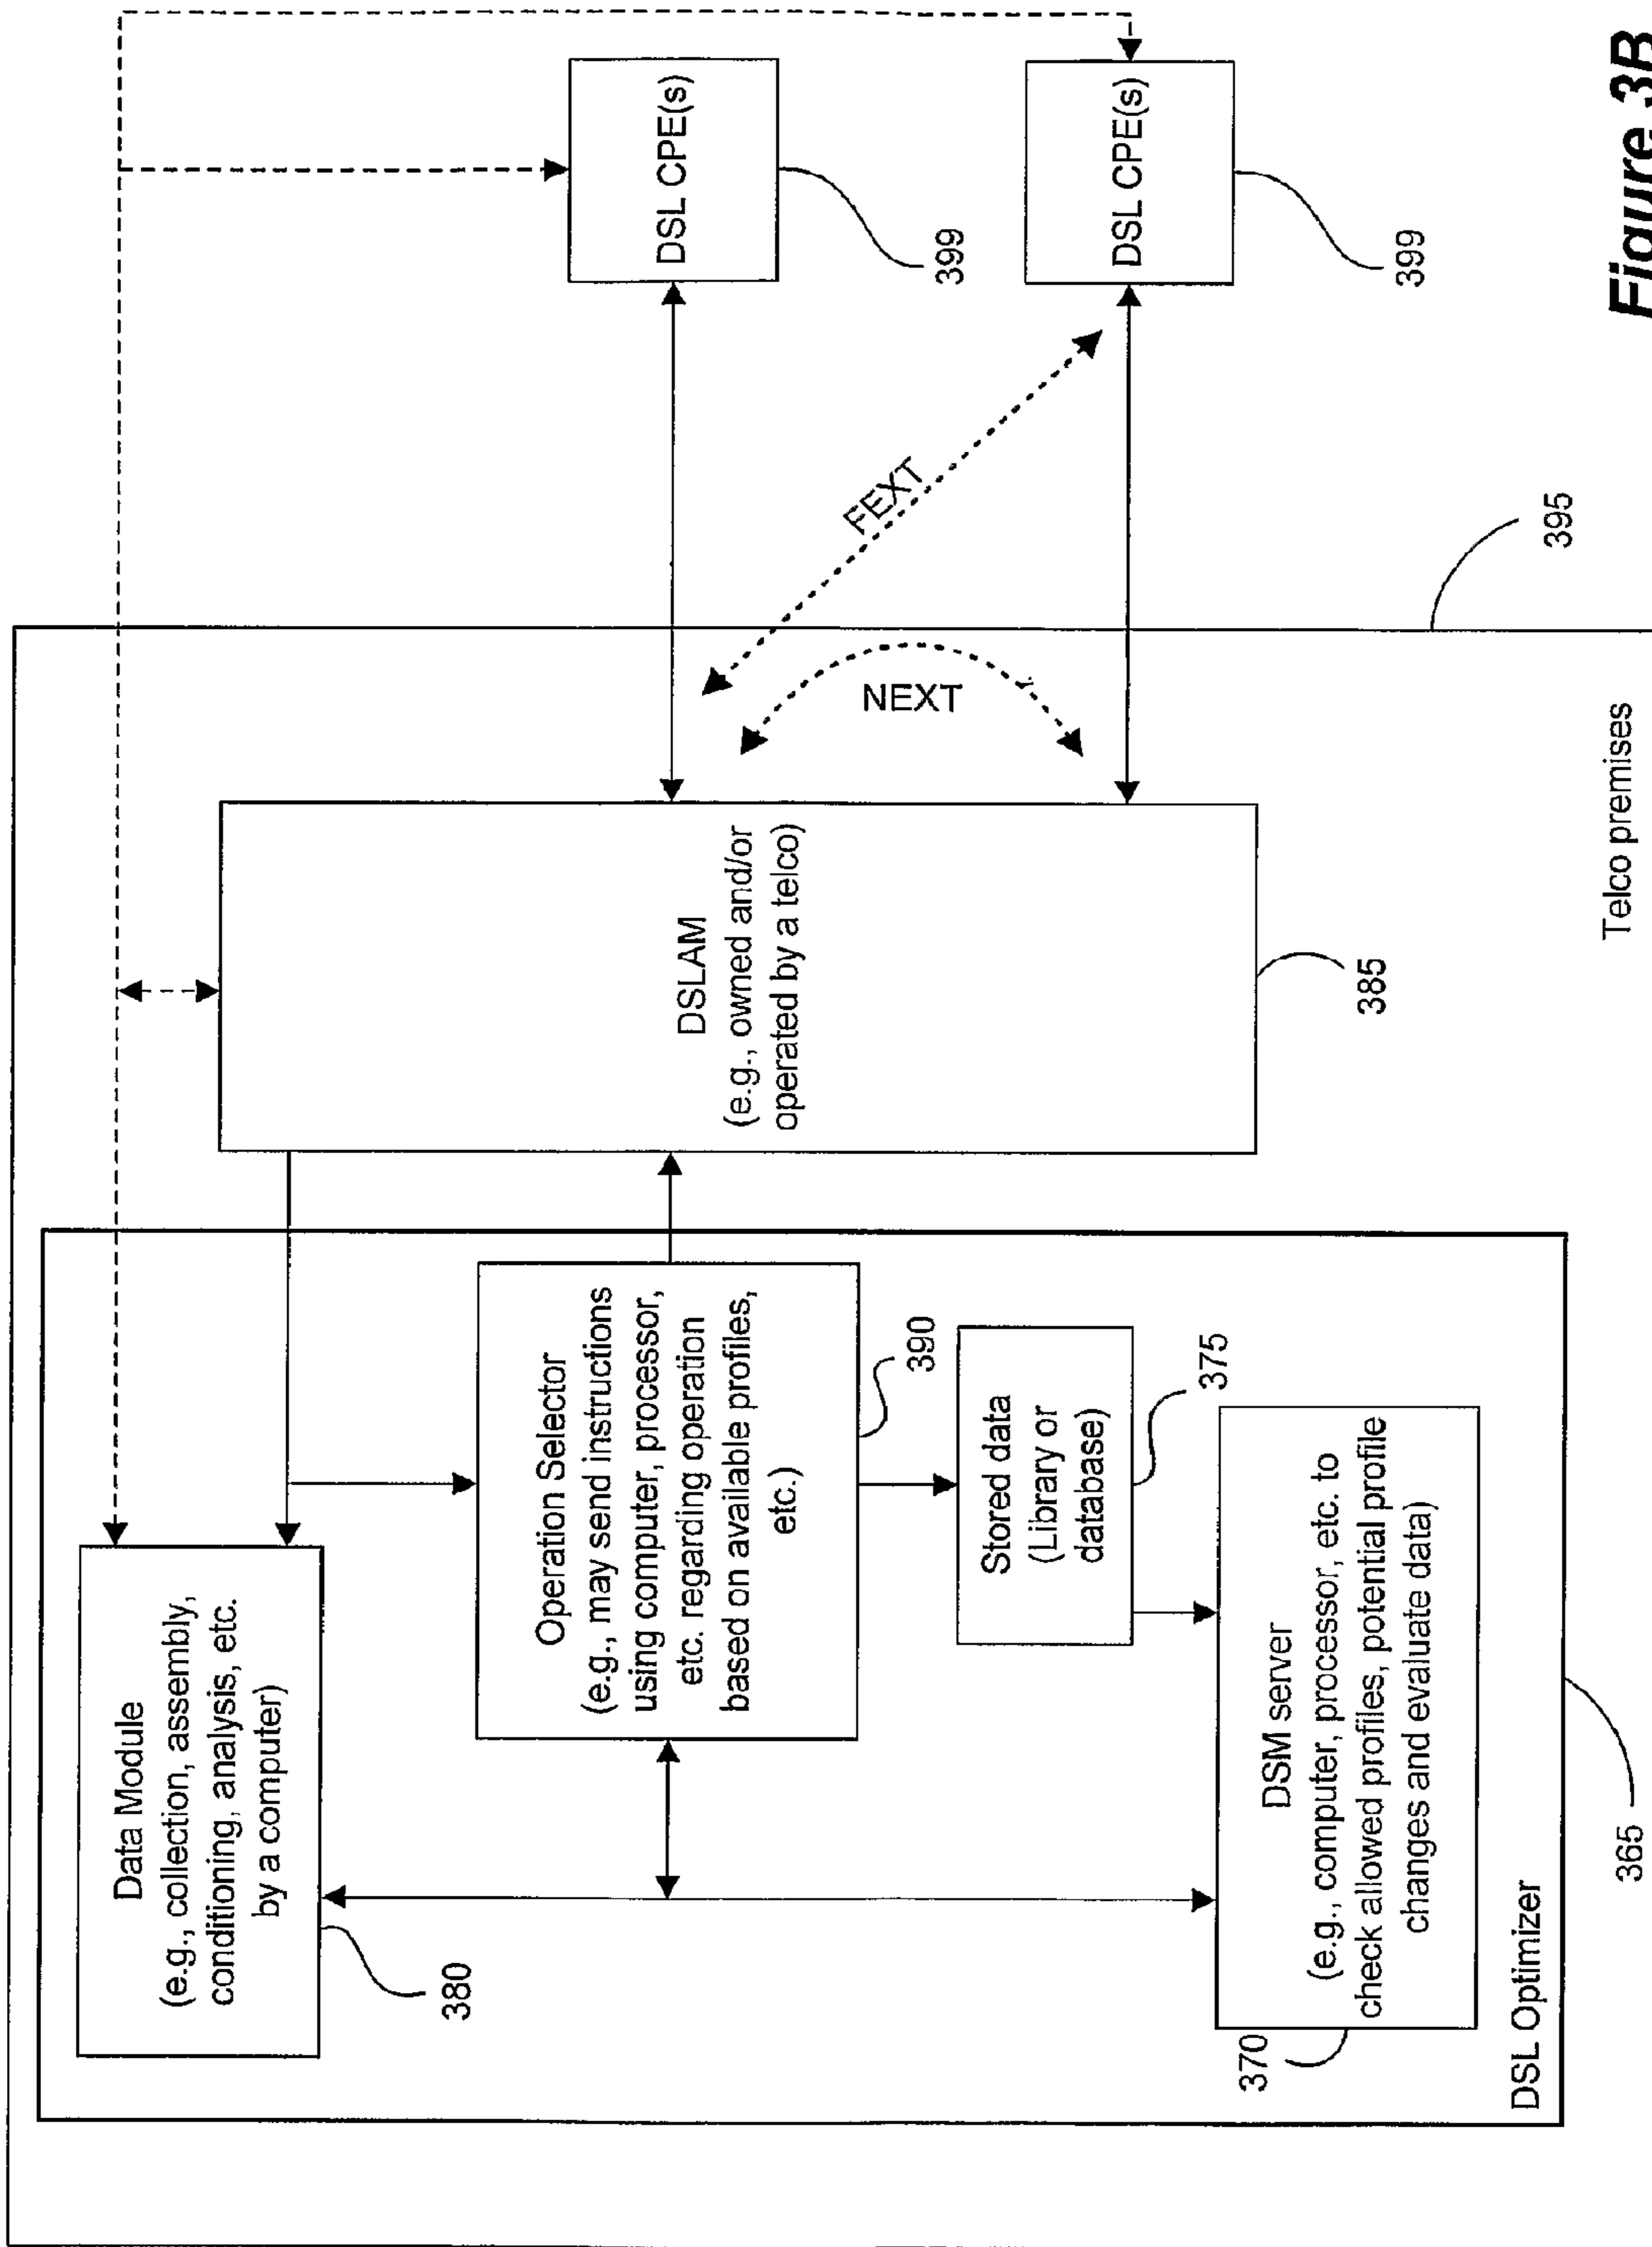 Data Module
(e.g., collection, assembly,
conditioning, analysis, etc.
by a computer)
380
Operation Selector
(e.g., may send instructions
using computer, processor,
etc. regarding operation
based on available profiles,
etc.)
390
Stored data
(Library or
database)
375
DSM server
(e.g., computer, processor, etc. to
check allowed profiles, potential profile
changes and evaluate data)
370
DSL Optimizer
365
DSLAM
(e.g., owned and/or
operated by a telco)
385
NEXT
FEXT
DSL CPE(s)
399
DSL CPE(s)
399
395
Telco premises
Figure 3B